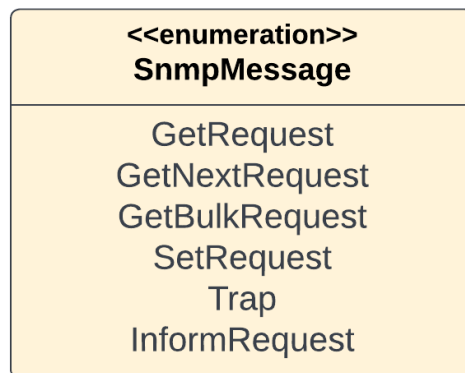 <<enumeration>>
SnmpMessage
GetRequest
GetNextRequest
GetBulkRequest
SetRequest
Trap
InformRequest